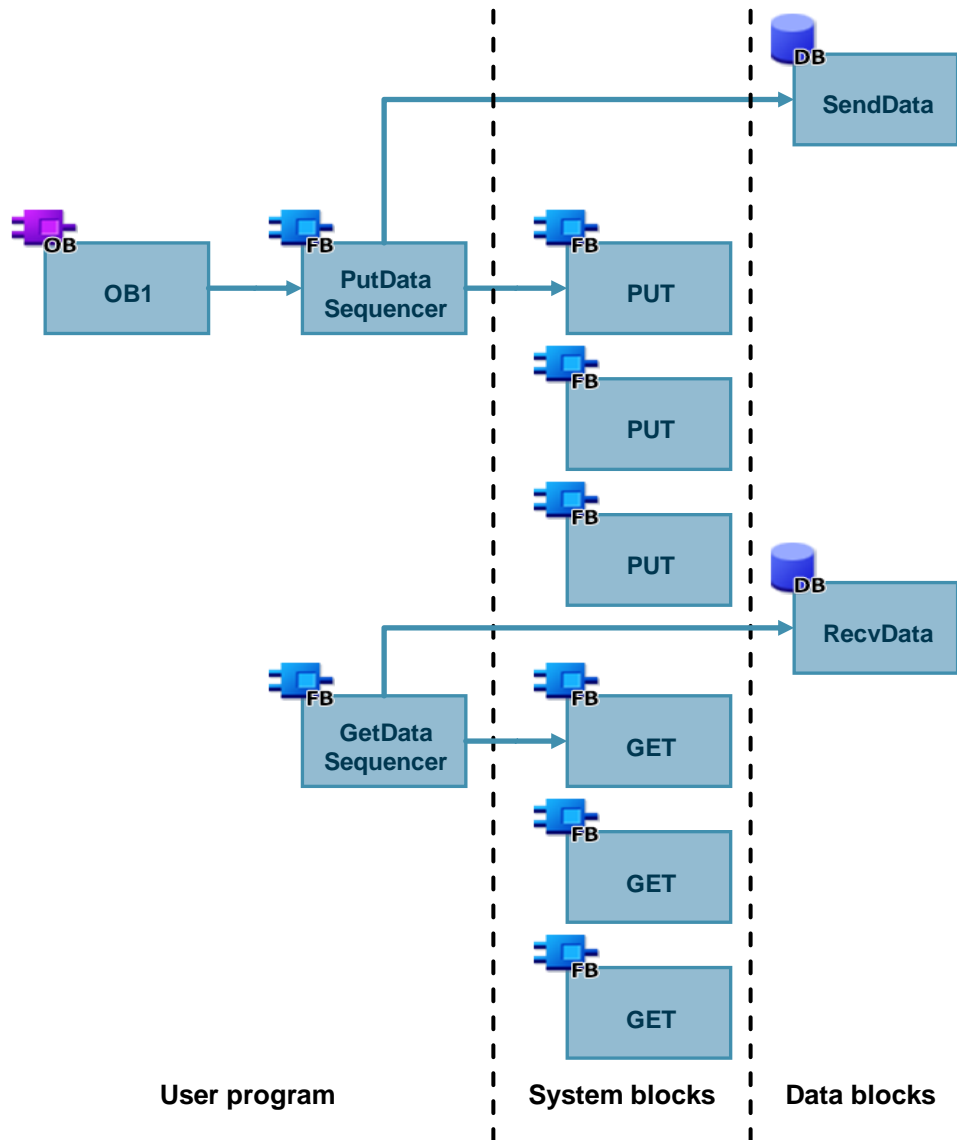 DB
SendData
OB
FB
FB
OB1
PutData
Sequencer
PUT
FB
PUT
FB
PUT
DB
RecvData
FB
FB
GetData
Sequencer
GET
FB
GET
FB
GET
User program
System blocks
Data blocks